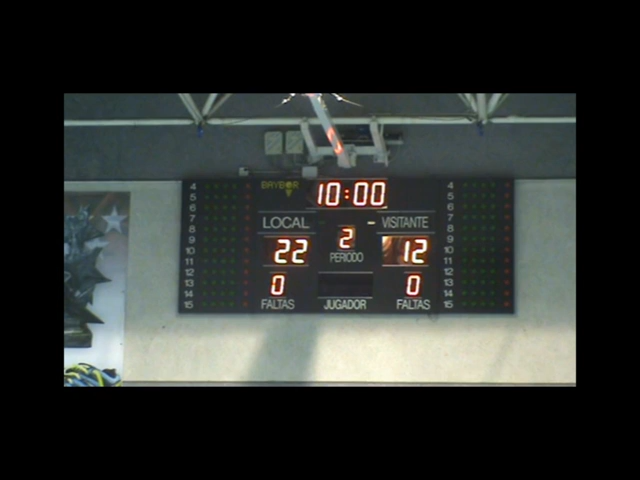 BAYBOR
10:00
LOCAL VISITANTE
22 2 12
PERIODO
0 0
FALTAS JUGADOR FALTAS
4 4
5 5
6 6
7 7
8 8
9 9
10 10
11 11
12 12
13 13
14 14
15 15